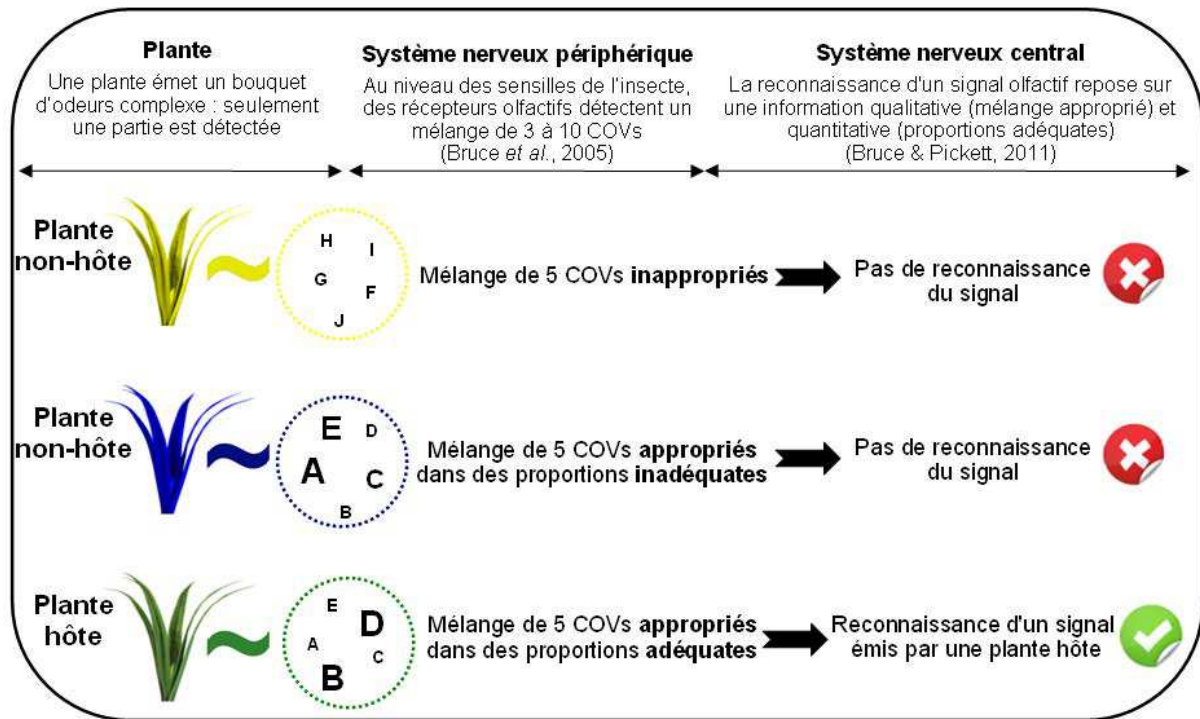 Plante
Une plante émet un bouquet
d'odeurs complexe : seulement
une partie est détectée
Système nerveux périphérique
Au niveau des sensilles de l'insecte,
des récepteurs olfactifs détectent un
mélange de 3 à 10 COVs
(Bruce et al., 2005)
Système nerveux central
La reconnaissance d'un signal olfactif repose sur
une information qualitative (mélange approprié) et
quantitative (proportions adéquates)
(Bruce & Pickett, 2011)
Plante
non-hôte
H
I
G
F
J
Mélange de 5 COVs inappropriés
Pas de reconnaissance
du signal
Plante
non-hôte
E
D
A
C
B
Mélange de 5 COVs appropriés
dans des proportions inadéquates
Pas de reconnaissance
du signal
Plante
hôte
E
D
A
C
B
Mélange de 5 COVs appropriés
dans des proportions adéquates
Reconnaissance d'un signal
émis par une plante hôte